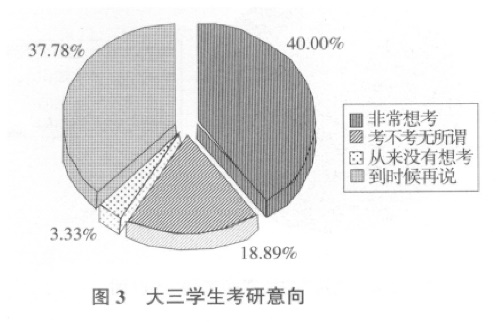 37.78%
40.00%
非常想考
考不考无所谓
从来没有想考
到时候再说
3.33%
18.89%
图 3 大三学生考研意向